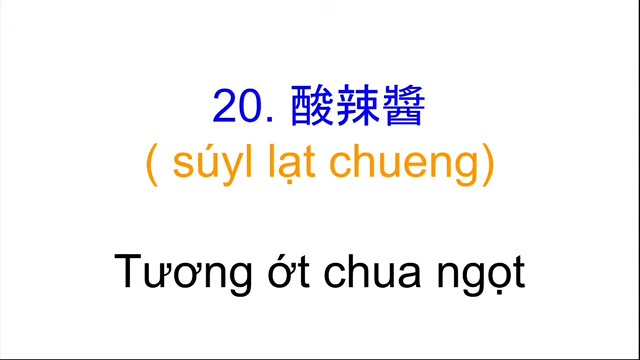 20. 酸辣醬
( súyl lạt chueng)
Tương ớt chua ngọt